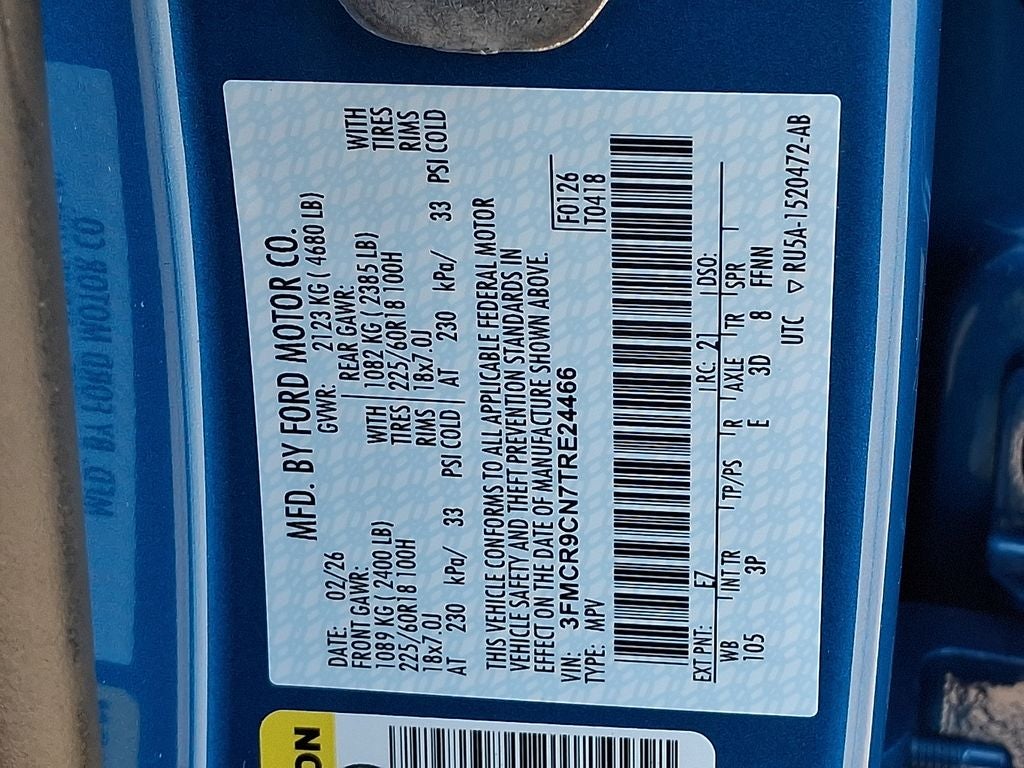 MFD. BY FORD MOTOR CO.
DATE: 02/26 GVWR: 2123 KG ( 4680 LB)
FRONT GAWR: REAR GAWR:
1089 KG (2400 LB) WITH 1082 KG (2385 LB) WITH
225/60R18 100H TIRES 225/60R18 100H TIRES
18x7.0J RIMS 18x7.0J RIMS
AT 230 kPa/ 33 PSI COLD AT 230 kPa/ 33 PSI COLD
THIS VEHICLE CONFORMS TO ALL APPLICABLE FEDERAL MOTOR
VEHICLE SAFETY AND THEFT PREVENTION STANDARDS IN
EFFECT ON THE DATE OF MANUFACTURE SHOWN ABOVE.
VIN: 3FMCR9CN7TRE24466 F0126
TYPE: MPV T0418
EXT PNT: E7 RC: 21 DSO:
WB INT TR TP/PS R AXLE TR SPR
105 3P E 3D 8 FFNN
UTC ▽ RU5A-1520472-AB
ON